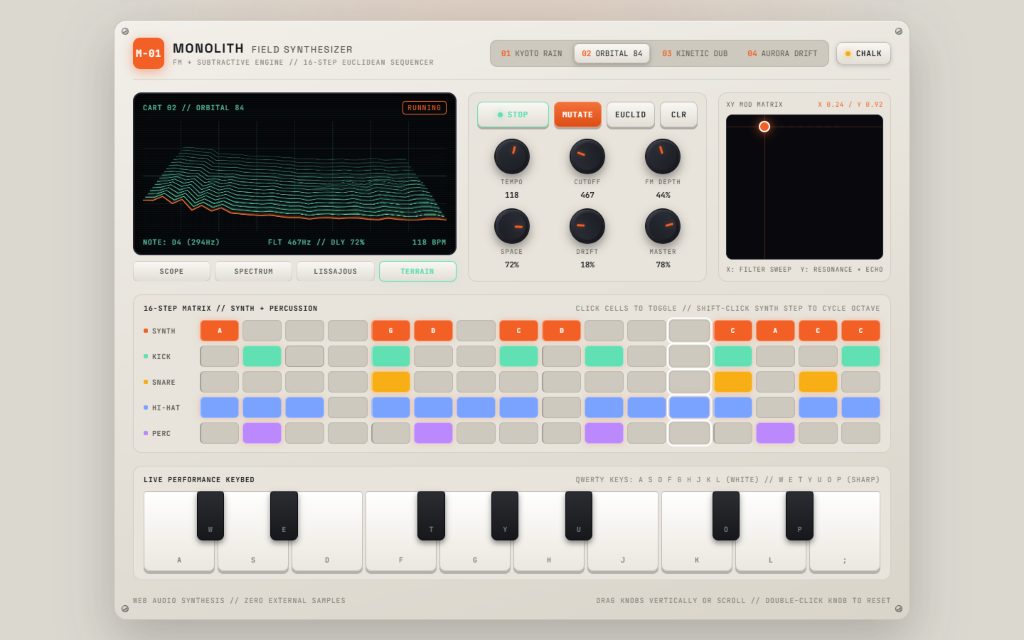 M-01 MONOLITH FIELD SYNTHESIZER
FM + SUBTRACTIVE ENGINE // 16-STEP EUCLIDEAN SEQUENCER
01 KYOTO RAIN 02 ORBITAL 84 03 KINETIC DUB 04 AURORA DRIFT CHALK
CART 02 // ORBITAL 84 RUNNING
NOTE: D4 (294Hz) FLT 467Hz // DLY 72% 118 BPM
SCOPE SPECTRUM LISSAJOUS TERRAIN
STOP MUTATE EUCLID CLR
TEMPO CUTOFF FM DEPTH
118 467 44%
SPACE DRIFT MASTER
72% 18% 78%
XY MOD MATRIX X 0.24 / Y 0.92
X: FILTER SWEEP Y: RESONANCE + ECHO
16-STEP MATRIX // SYNTH + PERCUSSION CLICK CELLS TO TOGGLE // SHIFT-CLICK SYNTH STEP TO CYCLE OCTAVE
SYNTH A G D C D C A C C
KICK
SNARE
HI-HAT
PERC
LIVE PERFORMANCE KEYBED QWERTY KEYS: A S D F G H J K L (WHITE) // W E T Y U O P (SHARP)
W E T Y U O P
A S D F G H J K L ;
WEB AUDIO SYNTHESIS // ZERO EXTERNAL SAMPLES DRAG KNOBS VERTICALLY OR SCROLL // DOUBLE-CLICK KNOB TO RESET